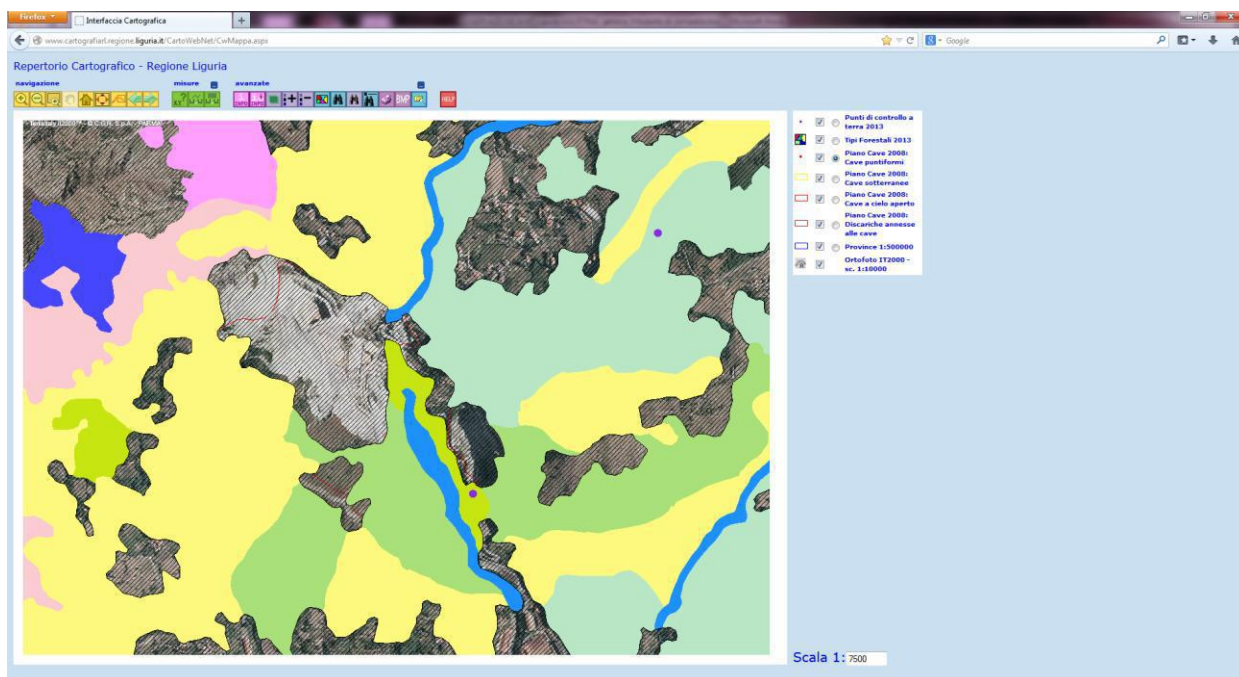 Firefox
Interfaccia Cartografica
www.cartografiarl.regione.liguria.it/CartoWebNet/CwMappa.aspx
Google
Repertorio Cartografico - Regione Liguria
navigazione
misure
avanzate
BMP
HELP
Punti di controllo a
terra 2013
Tipi Forestali 2013
Piano Cave 2008:
Cave puntiformi
Piano Cave 2008:
Cave sotterranee
Piano Cave 2008:
Cave a cielo aperto
Piano Cave 2008:
Discariche annesse
alle cave
Province 1:500000
Ortofoto IT2000 -
sc. 1:10000
Scala 1: 7500